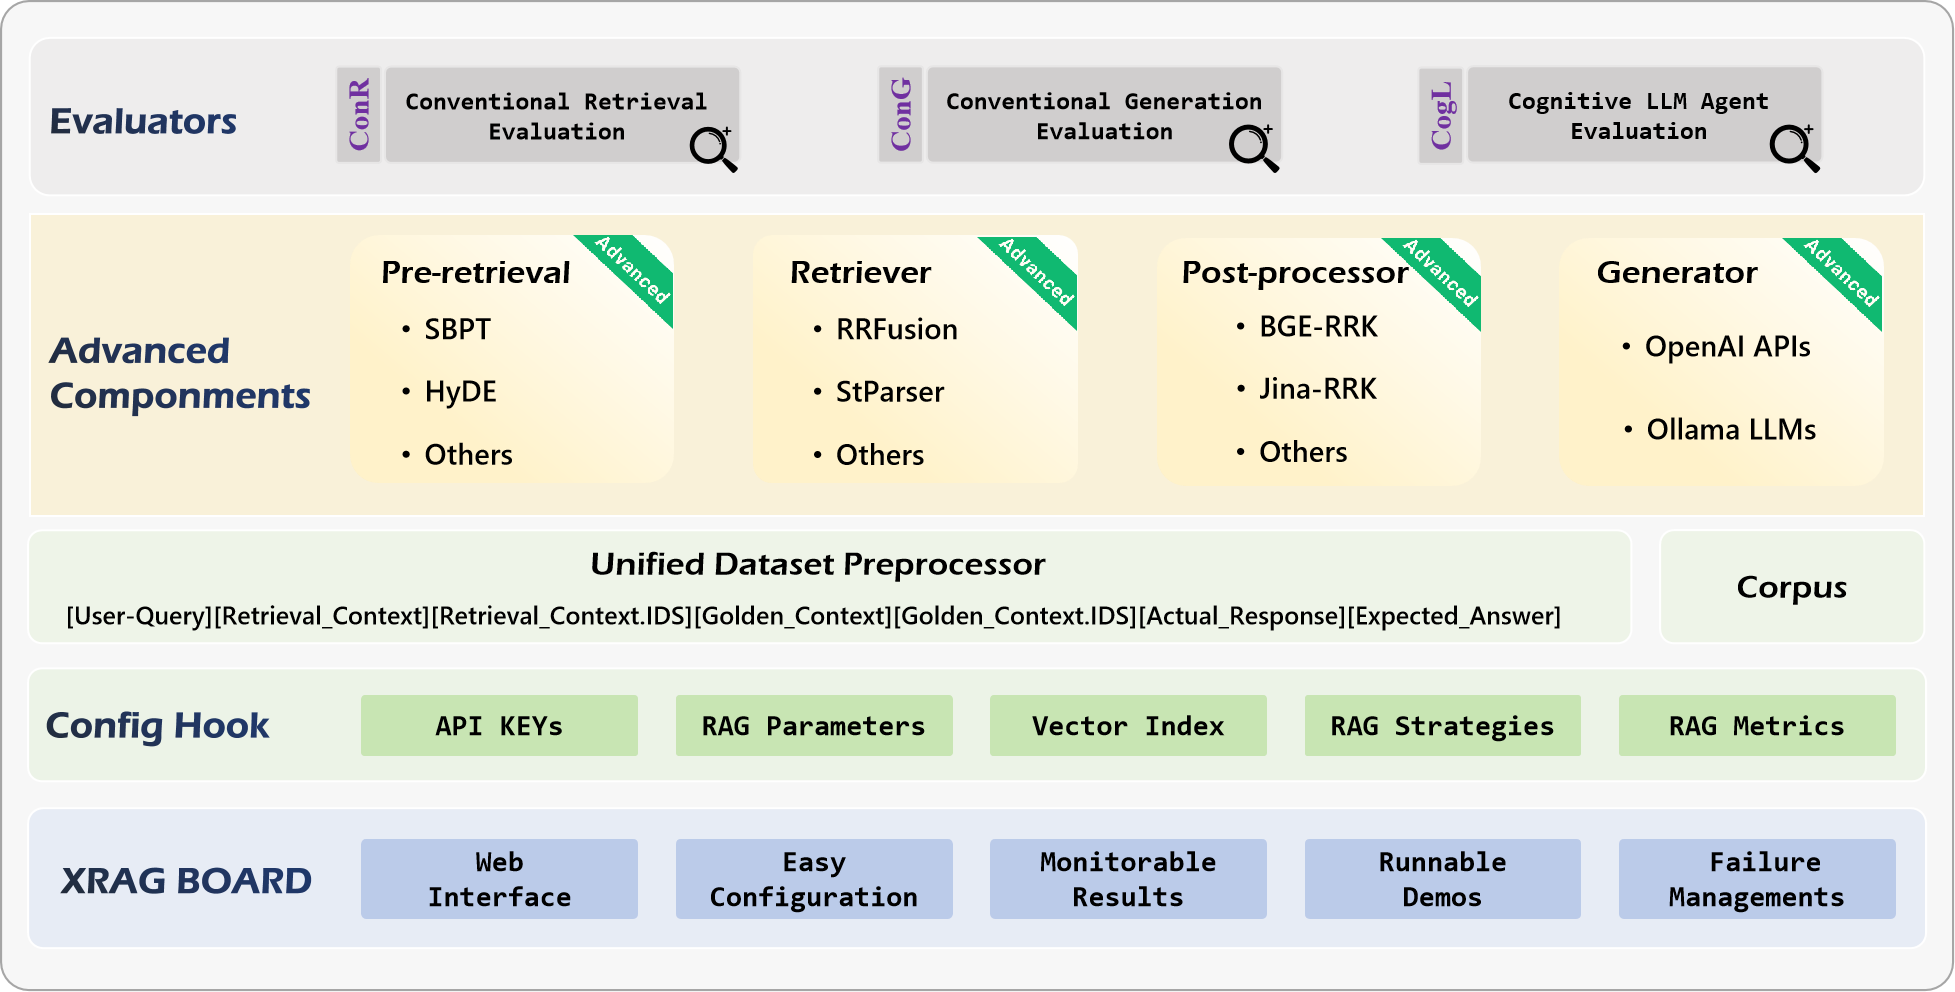 Evaluators
ConR
Conventional Retrieval
Evaluation
ConG
Conventional Generation
Evaluation
CogL
Cognitive LLM Agent
Evaluation
Advanced
Componments
Pre-retrieval
Advanced
• SBPT
• HyDE
• Others
Retriever
Advanced
• RRFusion
• StParser
• Others
Post-processor
Advanced
• BGE-RRK
• Jina-RRK
• Others
Generator
Advanced
• OpenAI APIs
• Ollama LLMs
Unified Dataset Preprocessor
[User-Query][Retrieval_Context][Retrieval_Context.IDS][Golden_Context][Golden_Context.IDS][Actual_Response][Expected_Answer]
Corpus
Config Hook
API KEYs
RAG Parameters
Vector Index
RAG Strategies
RAG Metrics
XRAG BOARD
Web
Interface
Easy
Configuration
Monitorable
Results
Runnable
Demos
Failure
Managements